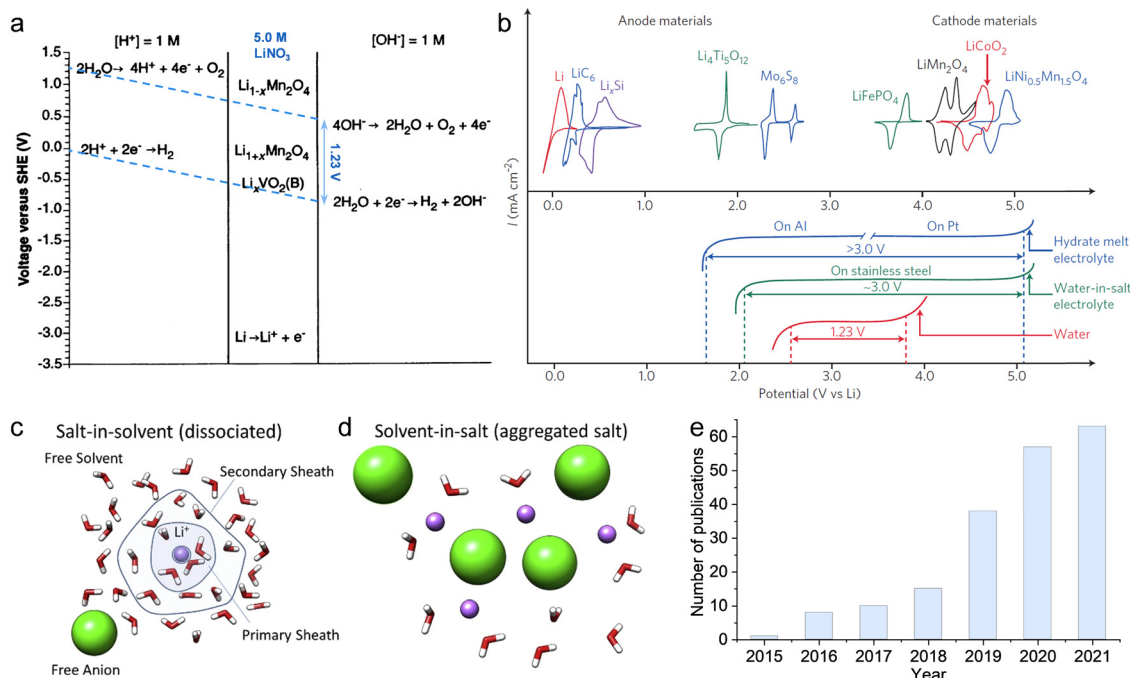 a
[H⁺] = 1 M
5.0 M
LiNO₃
[OH⁻] = 1 M
Voltage versus SHE (V)
1.5
1.0
0.5
0.0
-0.5
-1.0
-1.5
-2.0
-2.5
-3.0
-3.5
2H₂O→ 4H⁺ + 4e⁻ + O₂
Li₁₋ₓMn₂O₄
4OH⁻→ 2H₂O + O₂ + 4e⁻
2H⁺ + 2e⁻→H₂
Li₁₊ₓMn₂O₄
1.23 V
LiₓVO₂(B)
2H₂O + 2e⁻→ H₂ + 2OH⁻
Li→Li⁺ + e⁻
b
Anode materials
Cathode materials
Li
LiC₆
LiₓSi
Li₄Ti₅O₁₂
Mo₆S₈
LiFePO₄
LiMn₂O₄
LiCoO₂
LiNi₀.₅Mn₁.₅O₄
I (mA cm⁻²)
0.0
1.0
2.0
3.0
4.0
5.0
On Al
On Pt
>3.0 V
Hydrate melt
electrolyte
On stainless steel
~3.0 V
Water-in-salt
electrolyte
1.23 V
Water
0.0
1.0
2.0
3.0
4.0
5.0
Potential (V vs Li)
c
Salt-in-solvent (dissociated)
Free Solvent
Secondary Sheath
Li⁺
Primary Sheath
Free Anion
d
Solvent-in-salt (aggregated salt)
e
Number of publications
60
50
40
30
20
10
0
2015
2016
2017
2018
2019
2020
2021
Year